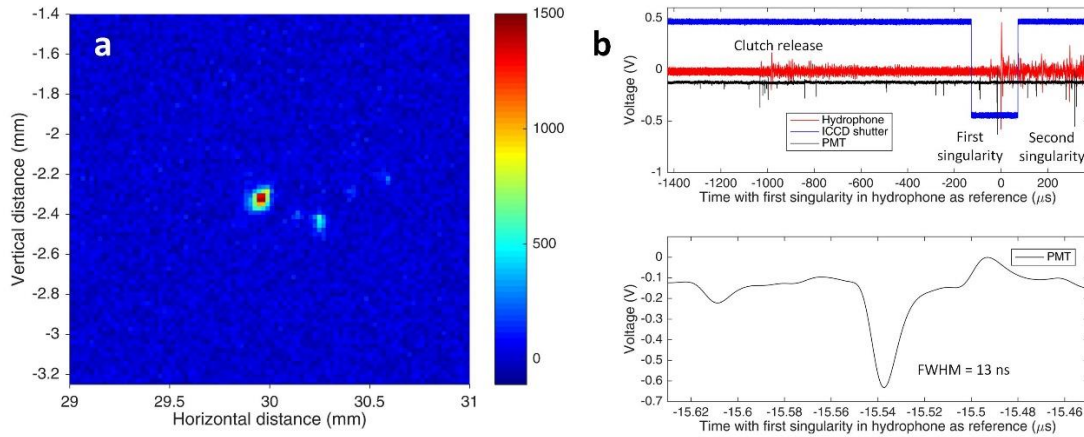 a
-1.4
-1.6
-1.8
-2
-2.2
-2.4
-2.6
-2.8
-3
-3.2
Vertical distance (mm)
29
29.5
30
30.5
31
Horizontal distance (mm)
1500
1000
500
0
b
0.5
0
-0.5
-1
Voltage (V)
Clutch release
Hydrophone
ICCD shutter
PMT
First
singularity
Second
singularity
-1400
-1200
-1000
-800
-600
-400
-200
0
200
Time with first singularity in hydrophone as reference (μs)
0
-0.1
-0.2
-0.3
-0.4
-0.5
-0.6
-0.7
Voltage (V)
PMT
FWHM = 13 ns
-15.62
-15.6
-15.58
-15.56
-15.54
-15.52
-15.5
-15.48
-15.46
Time with first singularity in hydrophone as reference (μs)